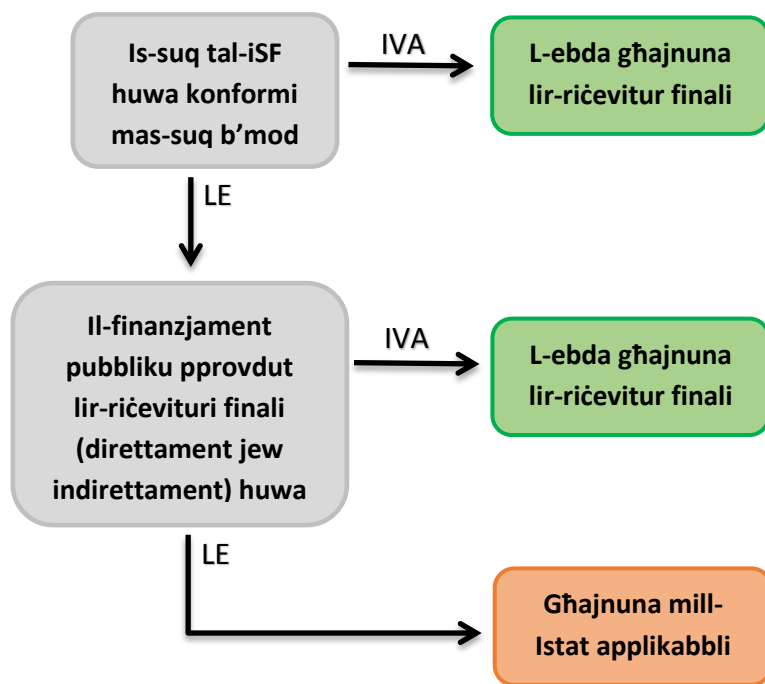 Is-suq tal-iSF
huwa konformi
mas-suq b’mod
IVA
L-ebda għajnuna
lir-riċevitur finali
LE
Il-finanzjament
pubbliku pprovdut
lir-riċevituri finali
(direttament jew
indirettament) huwa
IVA
L-ebda għajnuna
lir-riċevitur finali
LE
Għajnuna mill-
Istat applikabbli